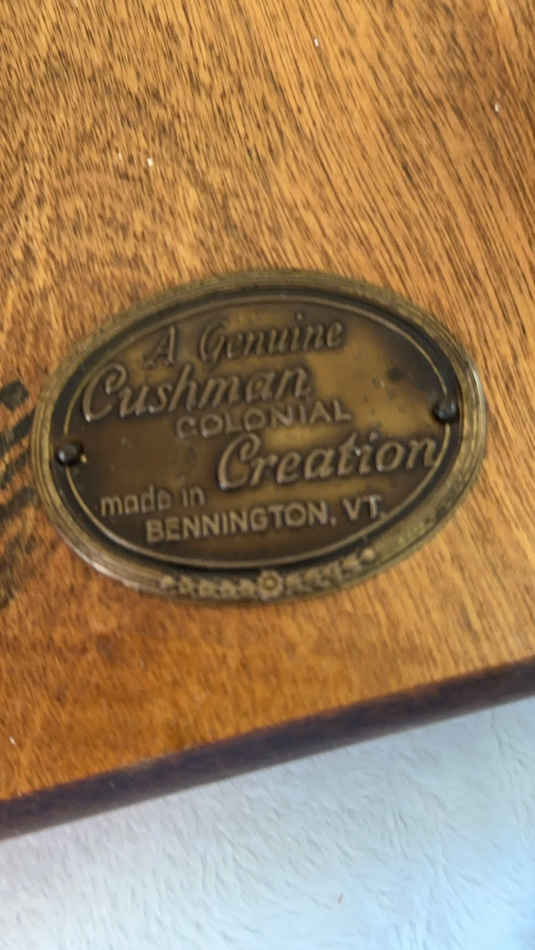 A Genuine
Cushman
COLONIAL
Creation
made in
BENNINGTON, VT.